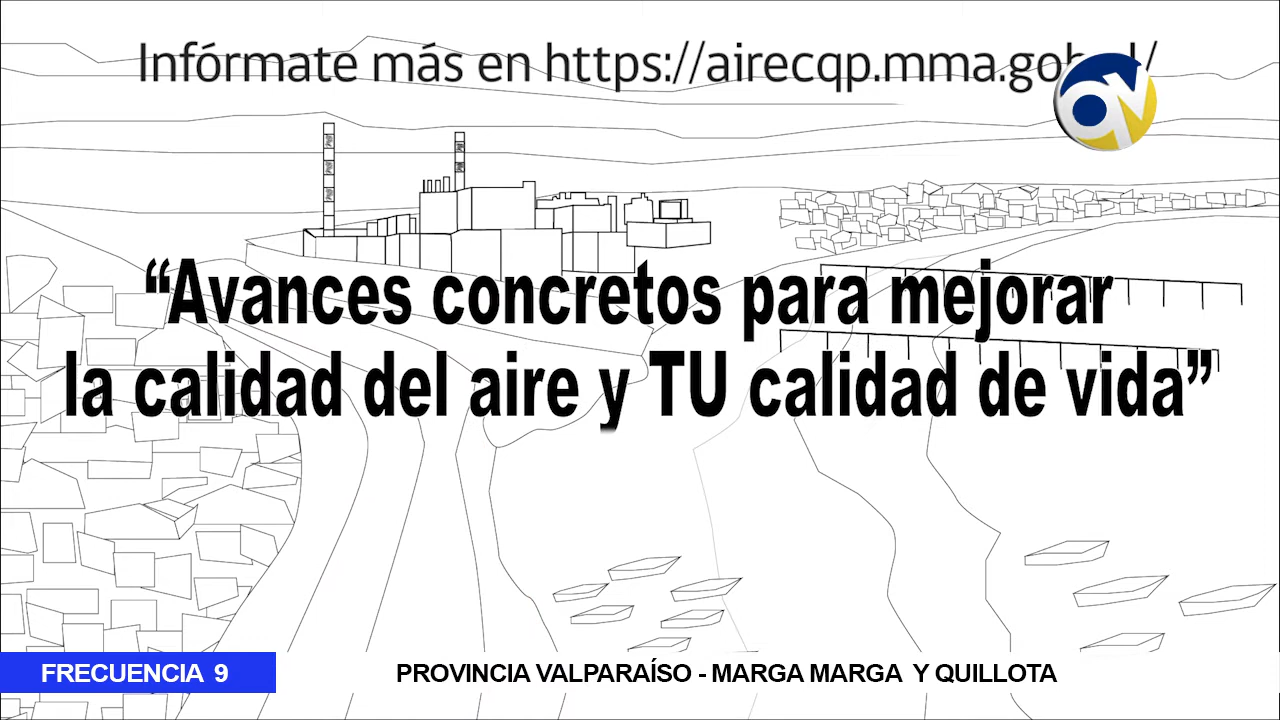 Infórmate más en https://airecqp.mma.gob
“Avances concretos para mejorar
la calidad del aire y TU calidad de vida”
FRECUENCIA 9
PROVINCIA VALPARAÍSO - MARGA MARGA Y QUILLOTA